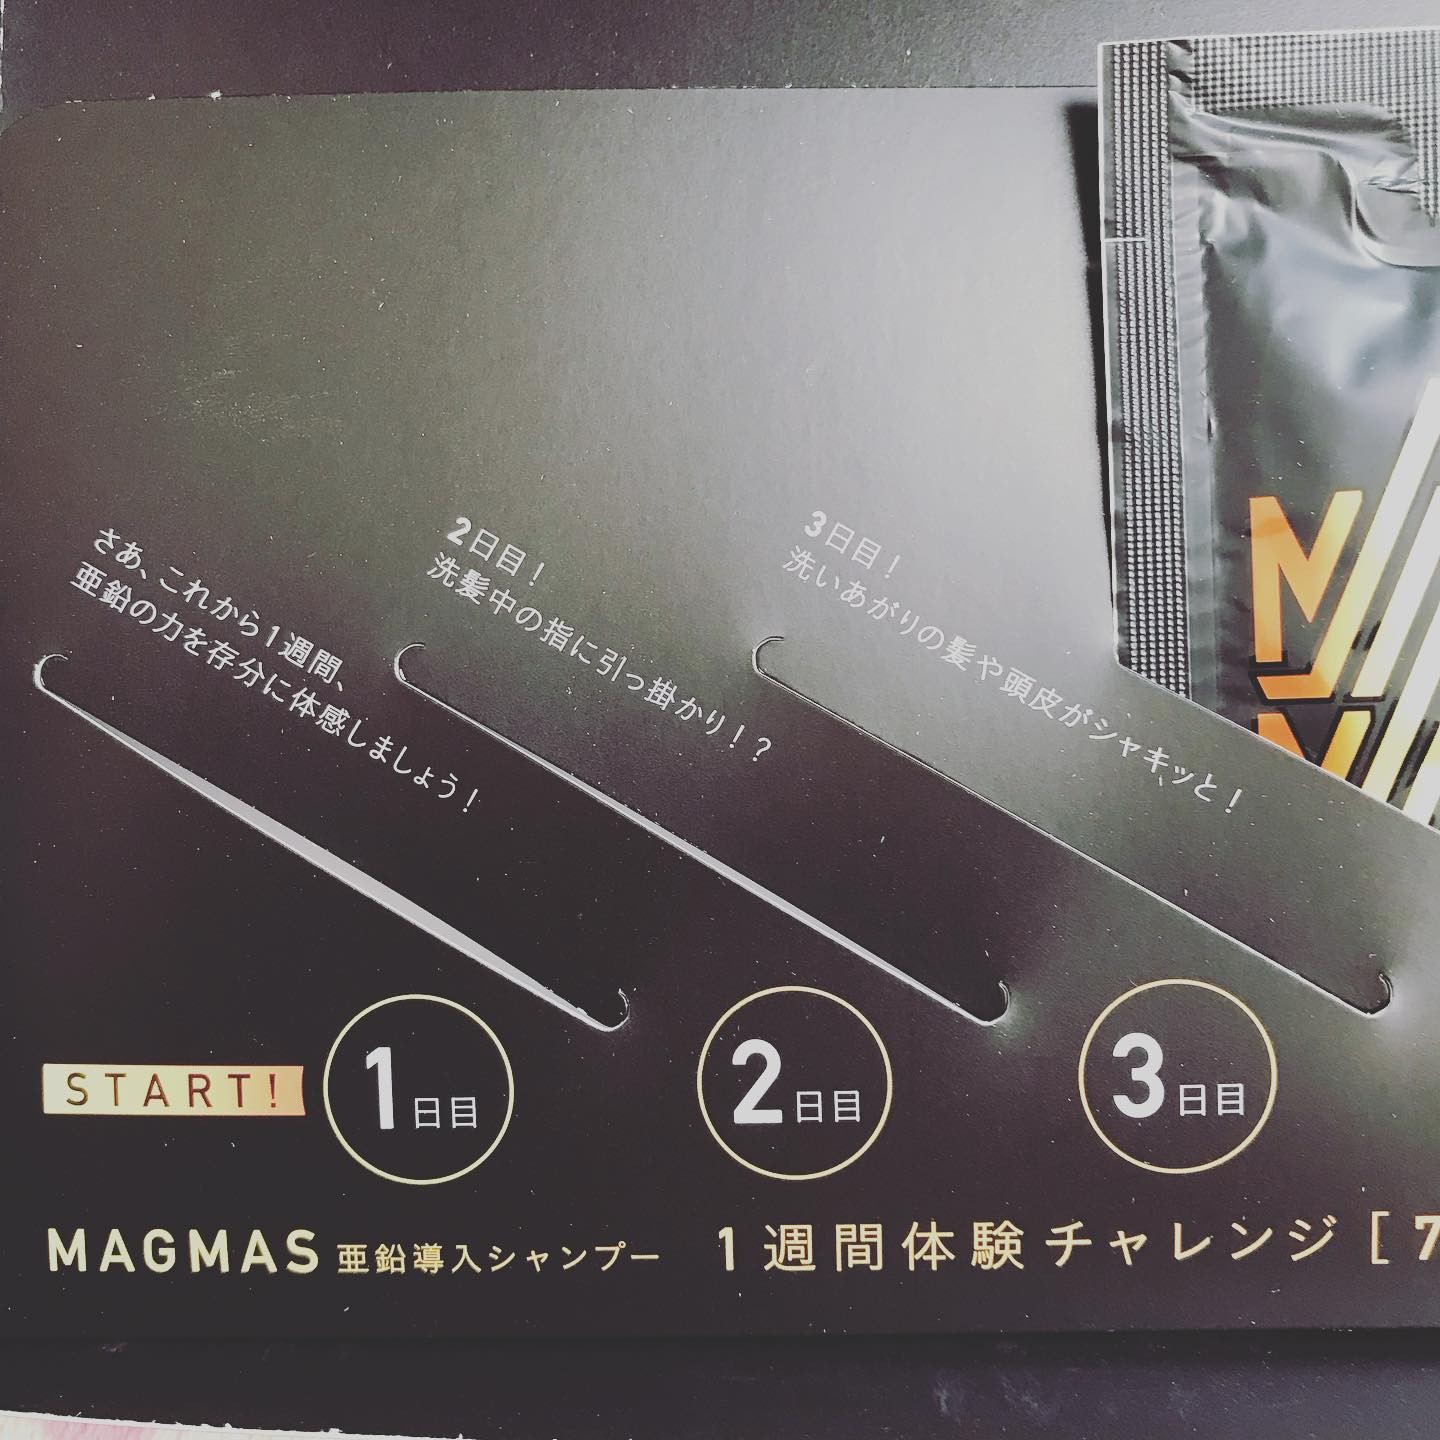 さあ、これから1週間、
亜鉛の力を存分に体感しましょう！
2日目！
洗髪中の指に引っ掛かり！？
3日目！
洗いあがりの髪や頭皮がシャキッと！
M
START!
1日目
2日目
3日目
MAGMAS 亜鉛導入シャンプー
1週間体験チャレンジ [7